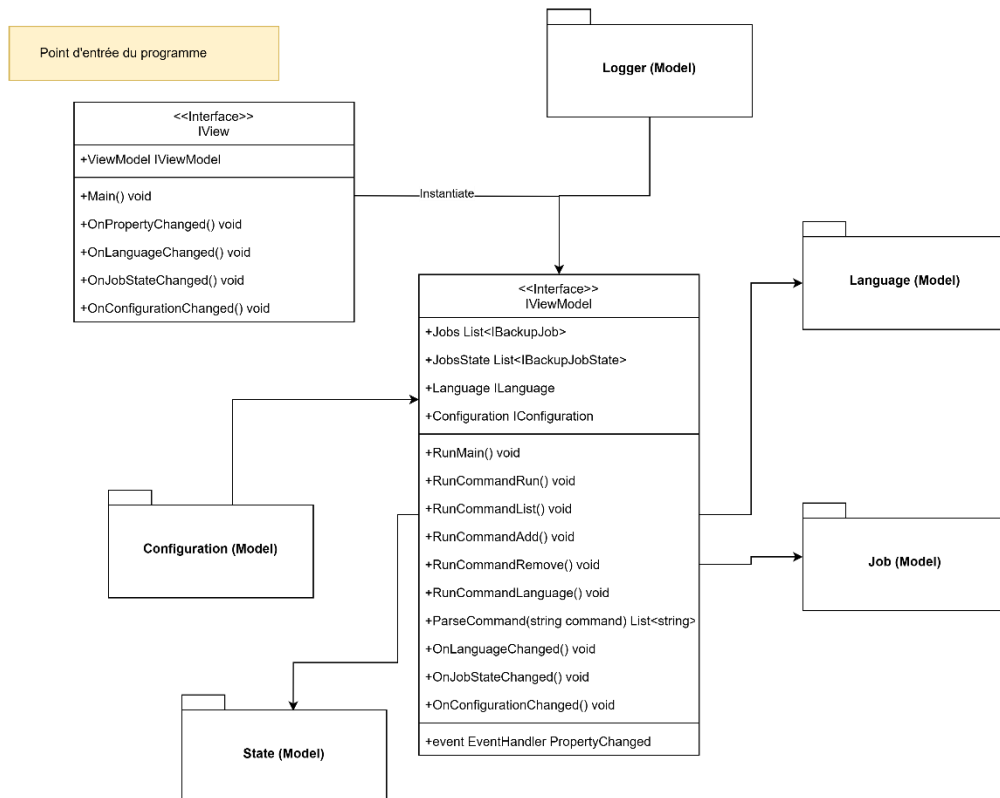 Point d'entrée du programme
Logger (Model)
<<Interface>>
IView
+ViewModel IViewModel
+Main() void
+OnPropertyChanged() void
+OnLanguageChanged() void
+OnJobStateChanged() void
+OnConfigurationChanged() void
Instantiate
<<Interface>>
IViewModel
+Jobs List<IBackupJob>
+JobsState List<IBackupJobState>
+Language ILanguage
+Configuration IConfiguration
+RunMain() void
+RunCommandRun() void
+RunCommandList() void
+RunCommandAdd() void
+RunCommandRemove() void
+RunCommandLanguage() void
+ParseCommand(string command) List<string>
+OnLanguageChanged() void
+OnJobStateChanged() void
+OnConfigurationChanged() void
+event EventHandler PropertyChanged
Language (Model)
Configuration (Model)
Job (Model)
State (Model)